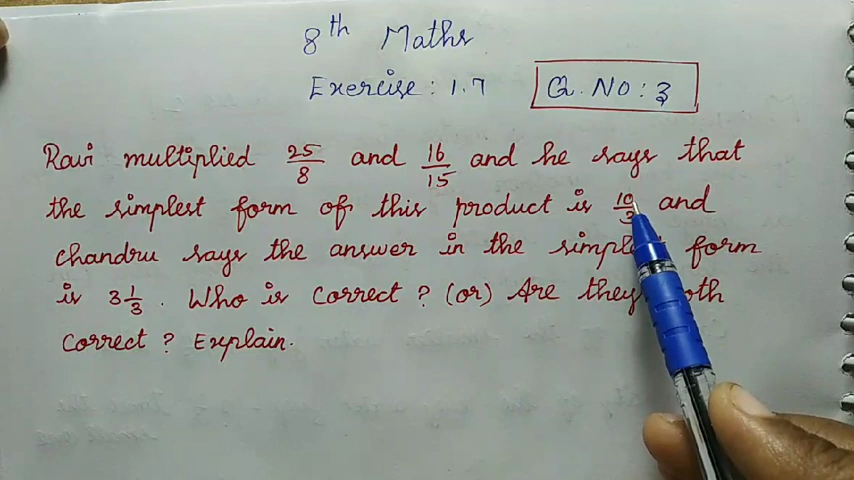 8th Maths
Exercise: 1.7 Q. No: 3
Ravi multiplied 25/8 and 16/15 and he says that
the simplest form of this product is 10/3 and
chandru says the answer in the simplest form
is 3 1/3. Who is correct? (or) Are they both
correct? Explain.